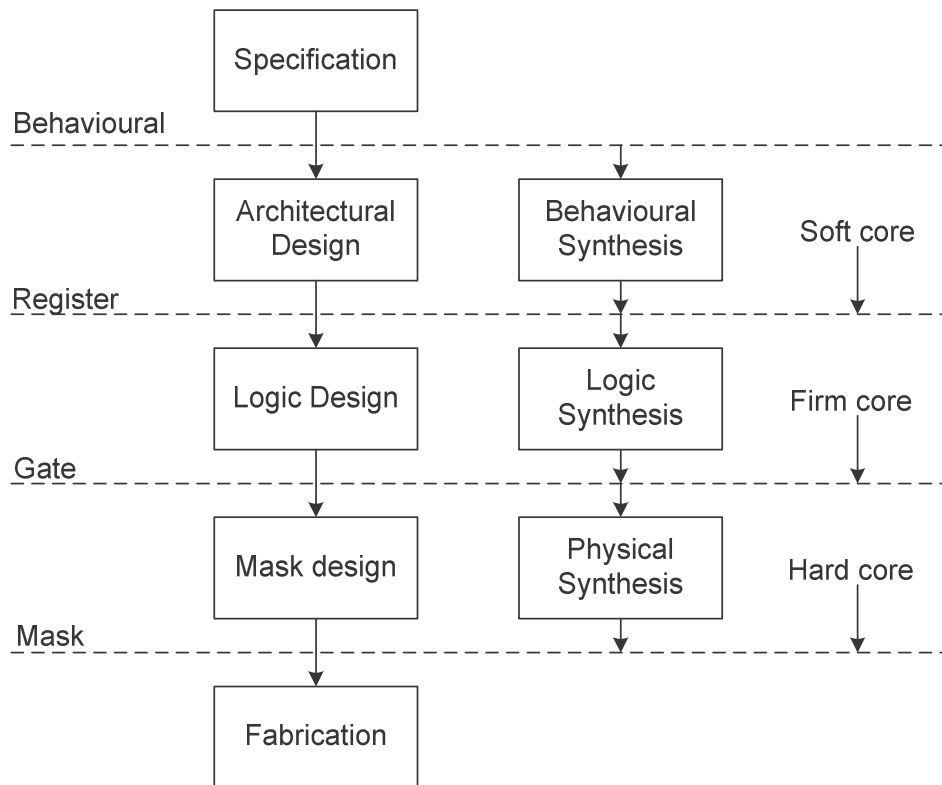 Specification
Behavioural
Architectural
Design
Behavioural
Synthesis
Soft core
Register
Logic Design
Logic
Synthesis
Firm core
Gate
Mask design
Physical
Synthesis
Hard core
Mask
Fabrication